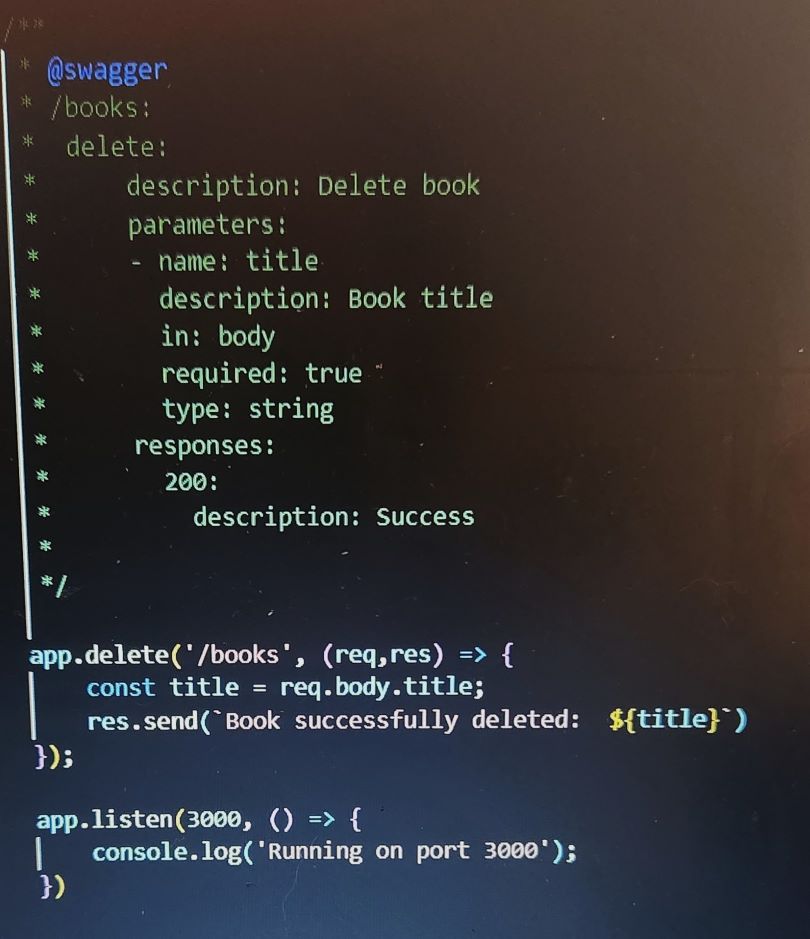 /**
* @swagger
* /books:
*  delete:
*      description: Delete book
*      parameters:
*      - name: title
*        description: Book title
*        in: body
*        required: true
*        type: string
*      responses:
*        200:
*          description: Success
*
*/
app.delete('/books', (req,res) => {
    const title = req.body.title;
    res.send(`Book successfully deleted:  ${title}`)
});
app.listen(3000, () => {
    console.log('Running on port 3000');
})